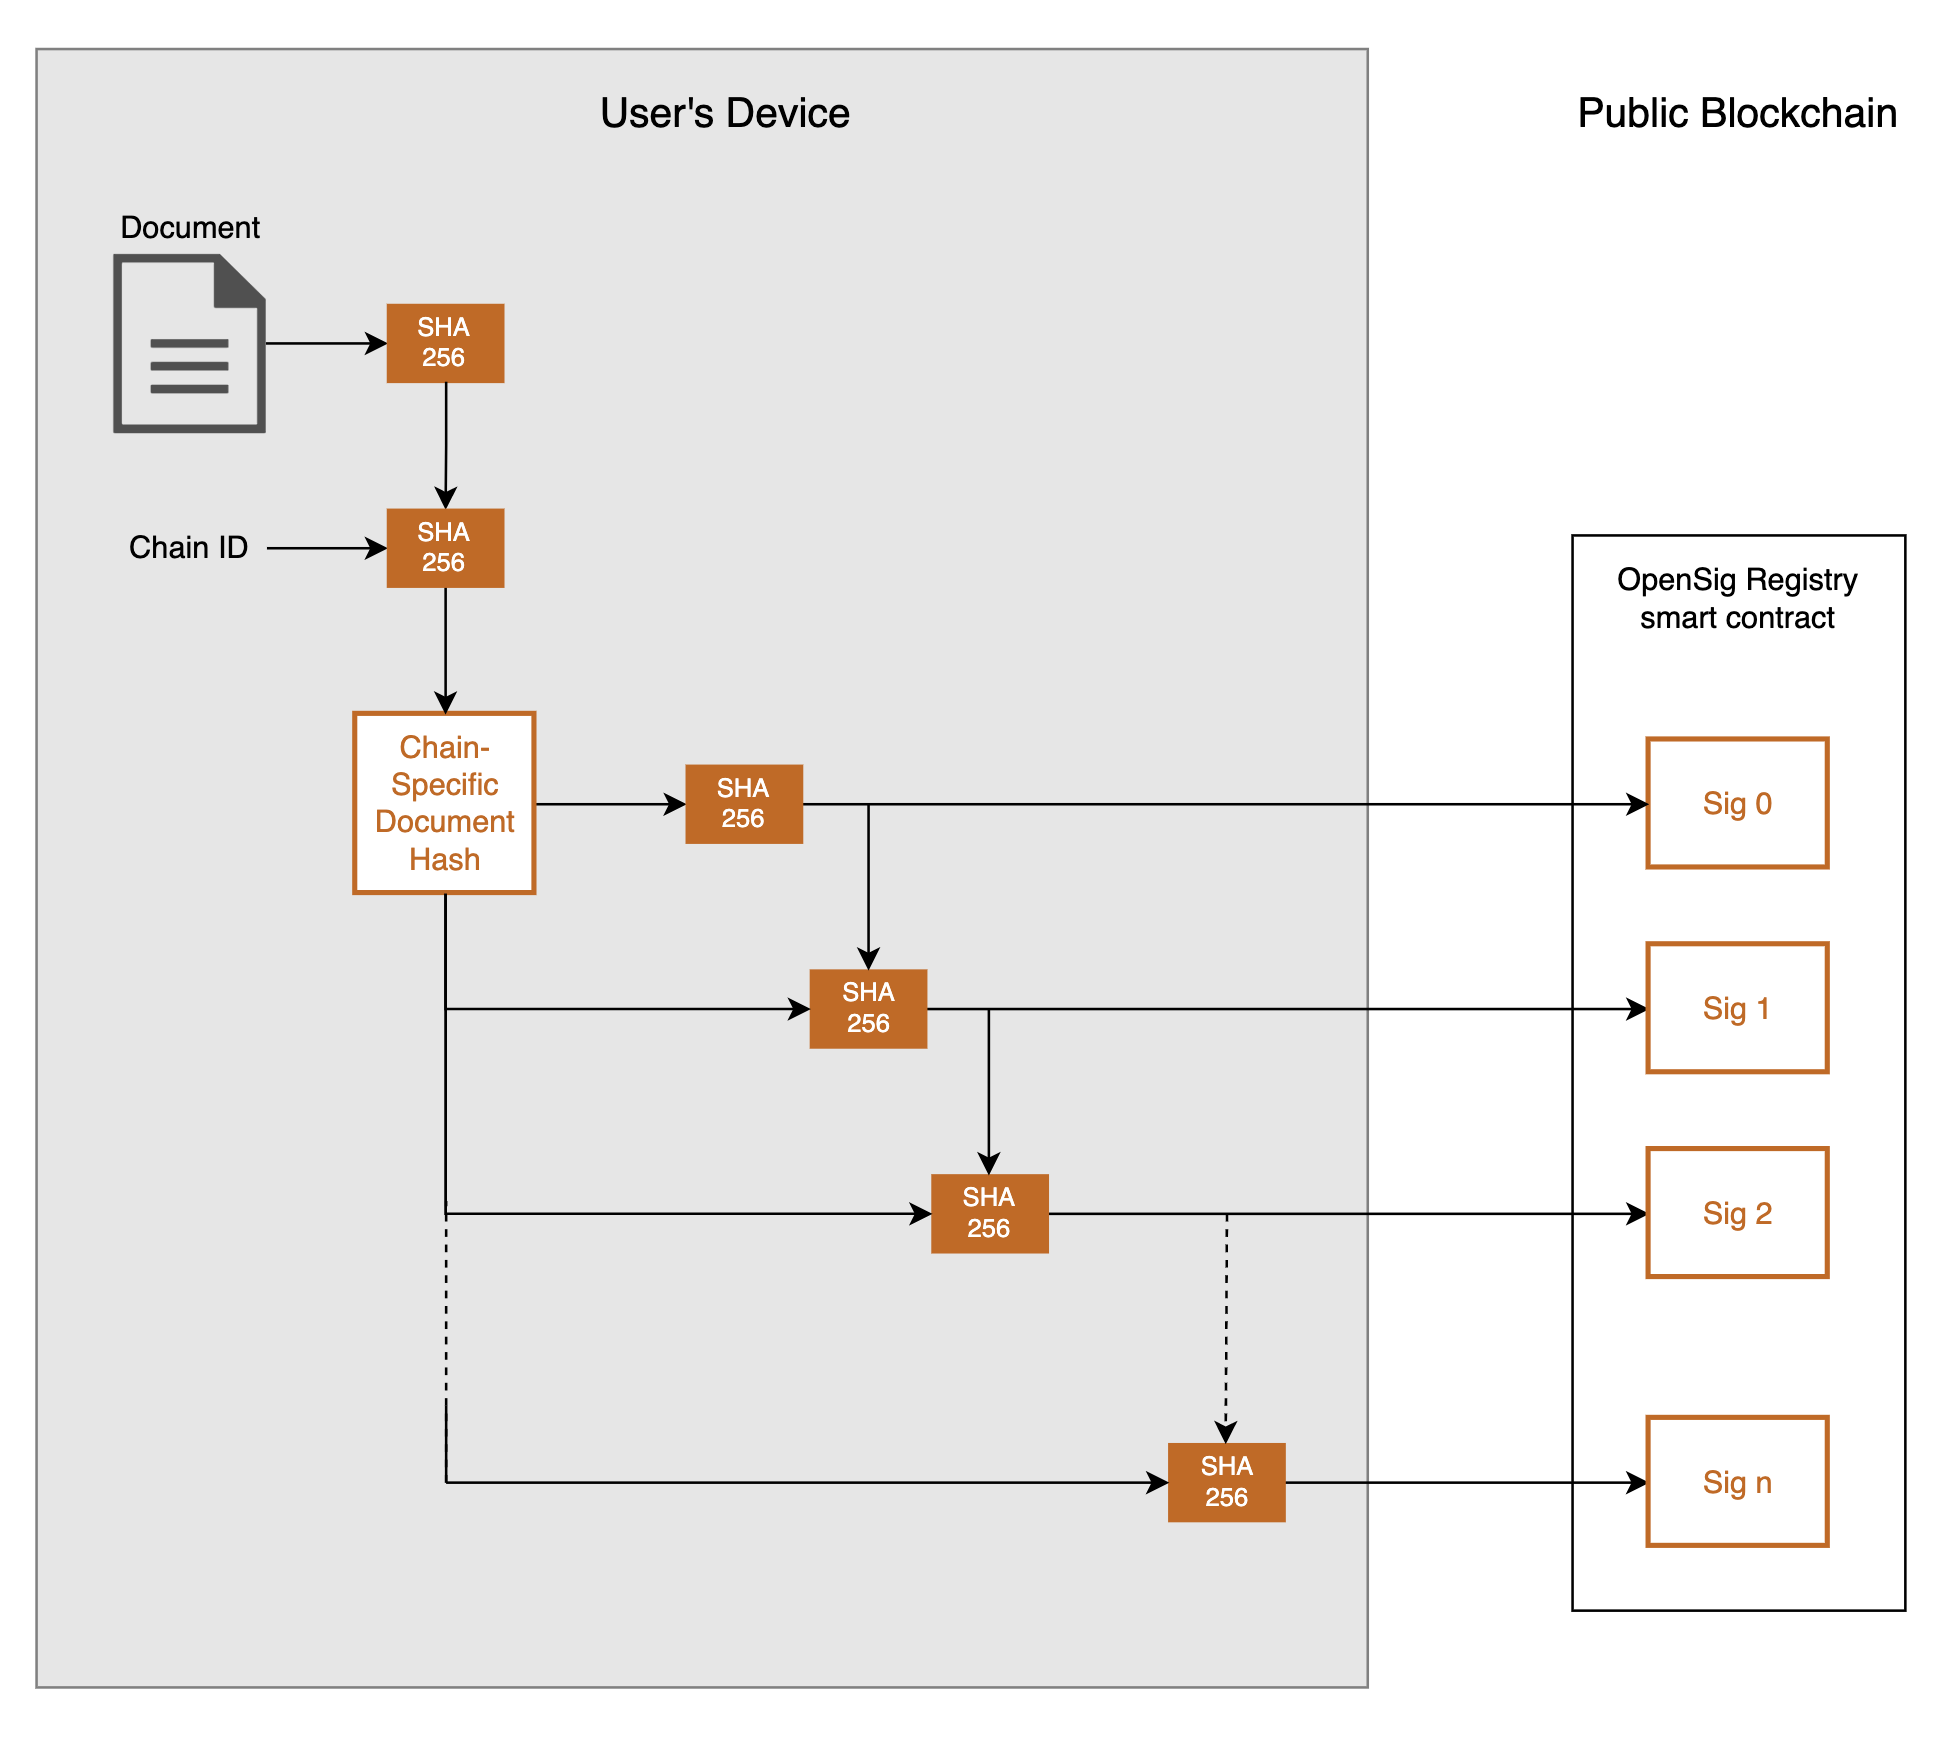 User's Device
Public Blockchain
Document
SHA
256
Chain ID
SHA
256
OpenSig Registry
smart contract
Chain-
Specific
Document
Hash
SHA
256
Sig 0
SHA
256
Sig 1
SHA
256
Sig 2
SHA
256
Sig n